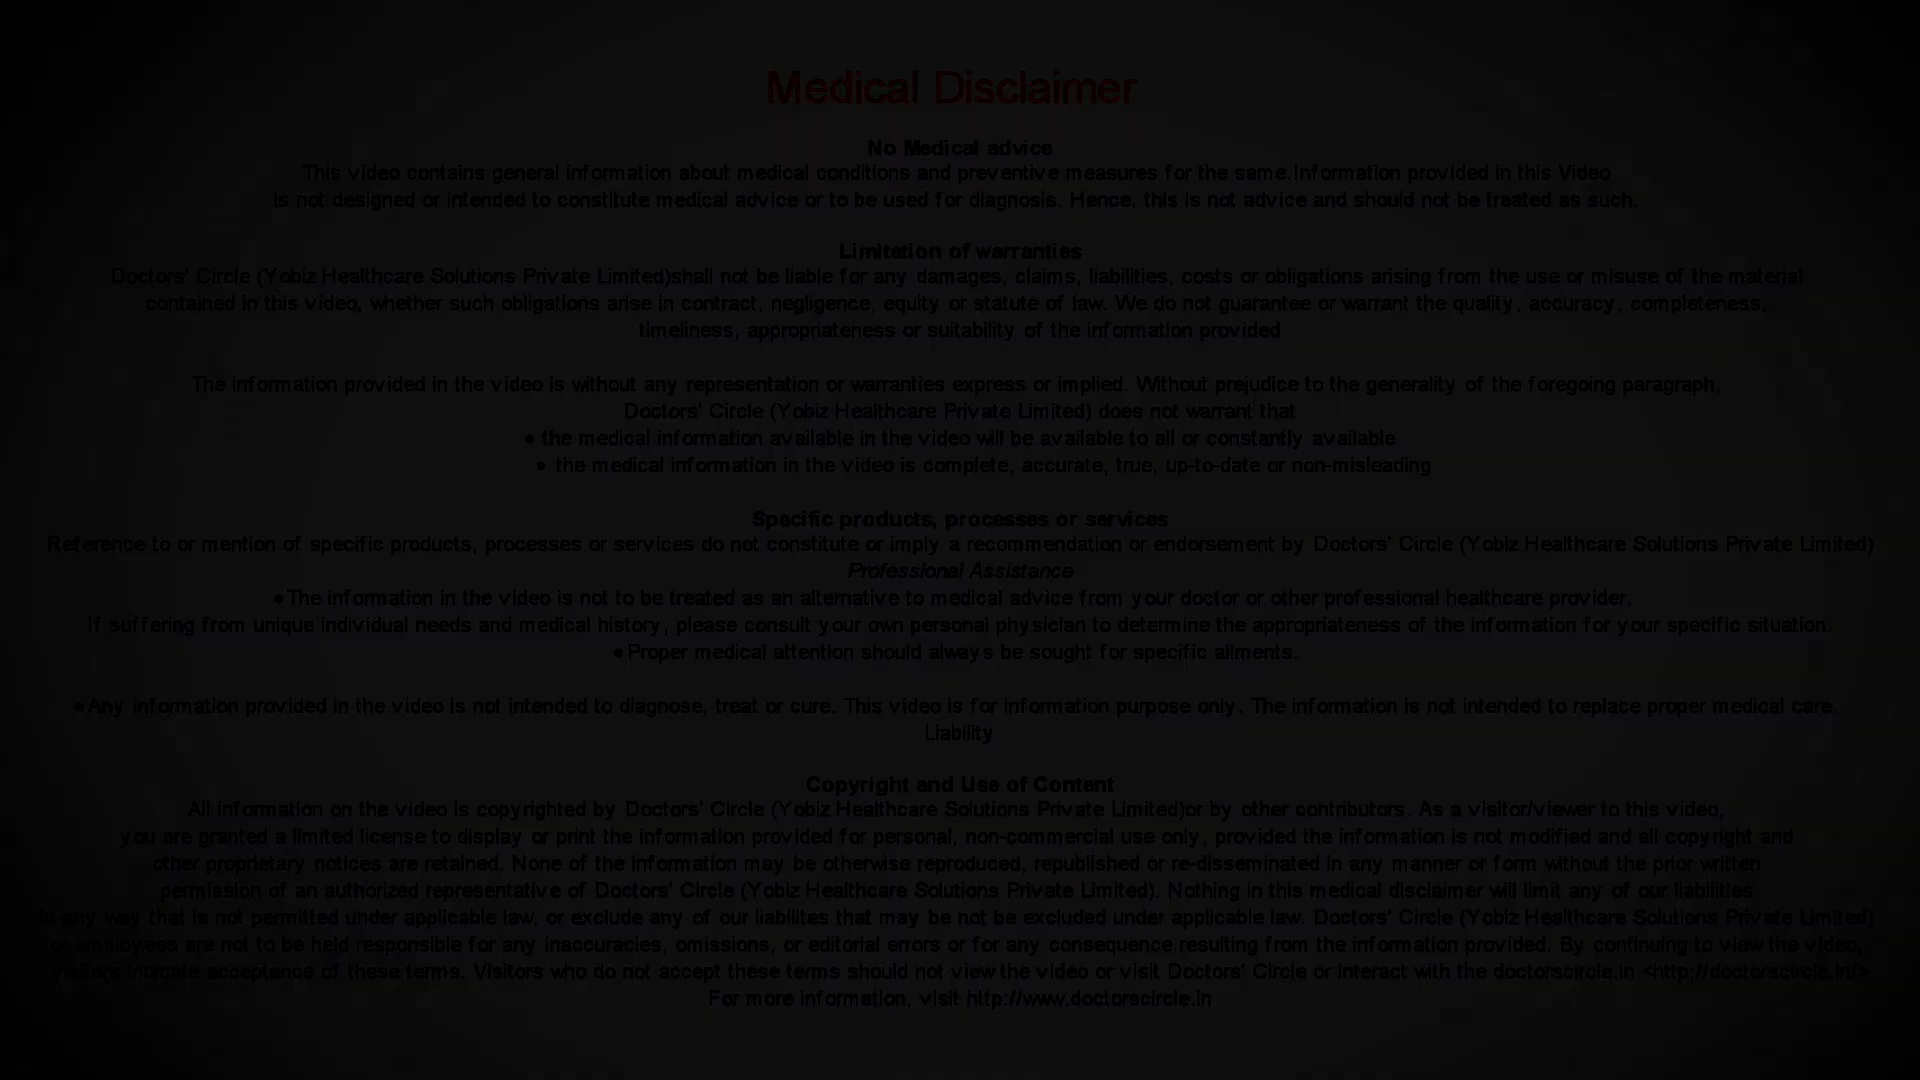 Medical Disclaimer
No Medical advice
This video contains general information about medical conditions and preventive measures for the same.Information provided in this Video
is not designed or intended to constitute medical advice or to be used for diagnosis. Hence, this is not advice and should not be treated as such.
Limitation of warranties
Doctors' Circle (Yobiz Healthcare Solutions Private Limited)shall not be liable for any damages, claims, liabilities, costs or obligations arising from the use or misuse of the material
contained in this video, whether such obligations arise in contract, negligence, equity or statute of law. We do not guarantee or warrant the quality, accuracy, completeness,
timeliness, appropriateness or suitability of the information provided
The information provided in the video is without any representation or warranties express or implied. Without prejudice to the generality of the foregoing paragraph,
Doctors' Circle (Yobiz Healthcare Private Limited) does not warrant that
● the medical information available in the video will be available to all or constantly available
● the medical information in the video is complete, accurate, true, up-to-date or non-misleading
Specific products, processes or services
Reference to or mention of specific products, processes or services do not constitute or imply a recommendation or endorsement by Doctors' Circle (Yobiz Healthcare Solutions Private Limited)
Professional Assistance
●The information in the video is not to be treated as an alternative to medical advice from your doctor or other professional healthcare provider.
If suffering from unique individual needs and medical history, please consult your own personal physician to determine the appropriateness of the information for your specific situation.
●Proper medical attention should always be sought for specific ailments.
●Any information provided in the video is not intended to diagnose, treat or cure. This video is for information purpose only. The information is not intended to replace proper medical care.
Liability
Copyright and Use of Content
All information on the video is copyrighted by Doctors' Circle (Yobiz Healthcare Solutions Private Limited)or by other contributors. As a visitor/viewer to this video,
you are granted a limited license to display or print the information provided for personal, non-commercial use only, provided the information is not modified and all copyright and
other proprietary notices are retained. None of the information may be otherwise reproduced, republished or re-disseminated in any manner or form without the prior written
permission of an authorized representative of Doctors' Circle (Yobiz Healthcare Solutions Private Limited). Nothing in this medical disclaimer will limit any of our liabilities
in any way that is not permitted under applicable law, or exclude any of our liabilites that may be not be excluded under applicable law. Doctors' Circle (Yobiz Healthcare Solutions Private Limited)
or employees are not to be held responsible for any inaccuracies, omissions, or editorial errors or for any consequence resulting from the information provided. By continuing to view the video,
visitors indicate acceptance of these terms. Visitors who do not accept these terms should not view the video or visit Doctors' Circle or interact with the doctorscircle.in <http://doctorscircle.in/>
For more information, visit http://www.doctorscircle.in